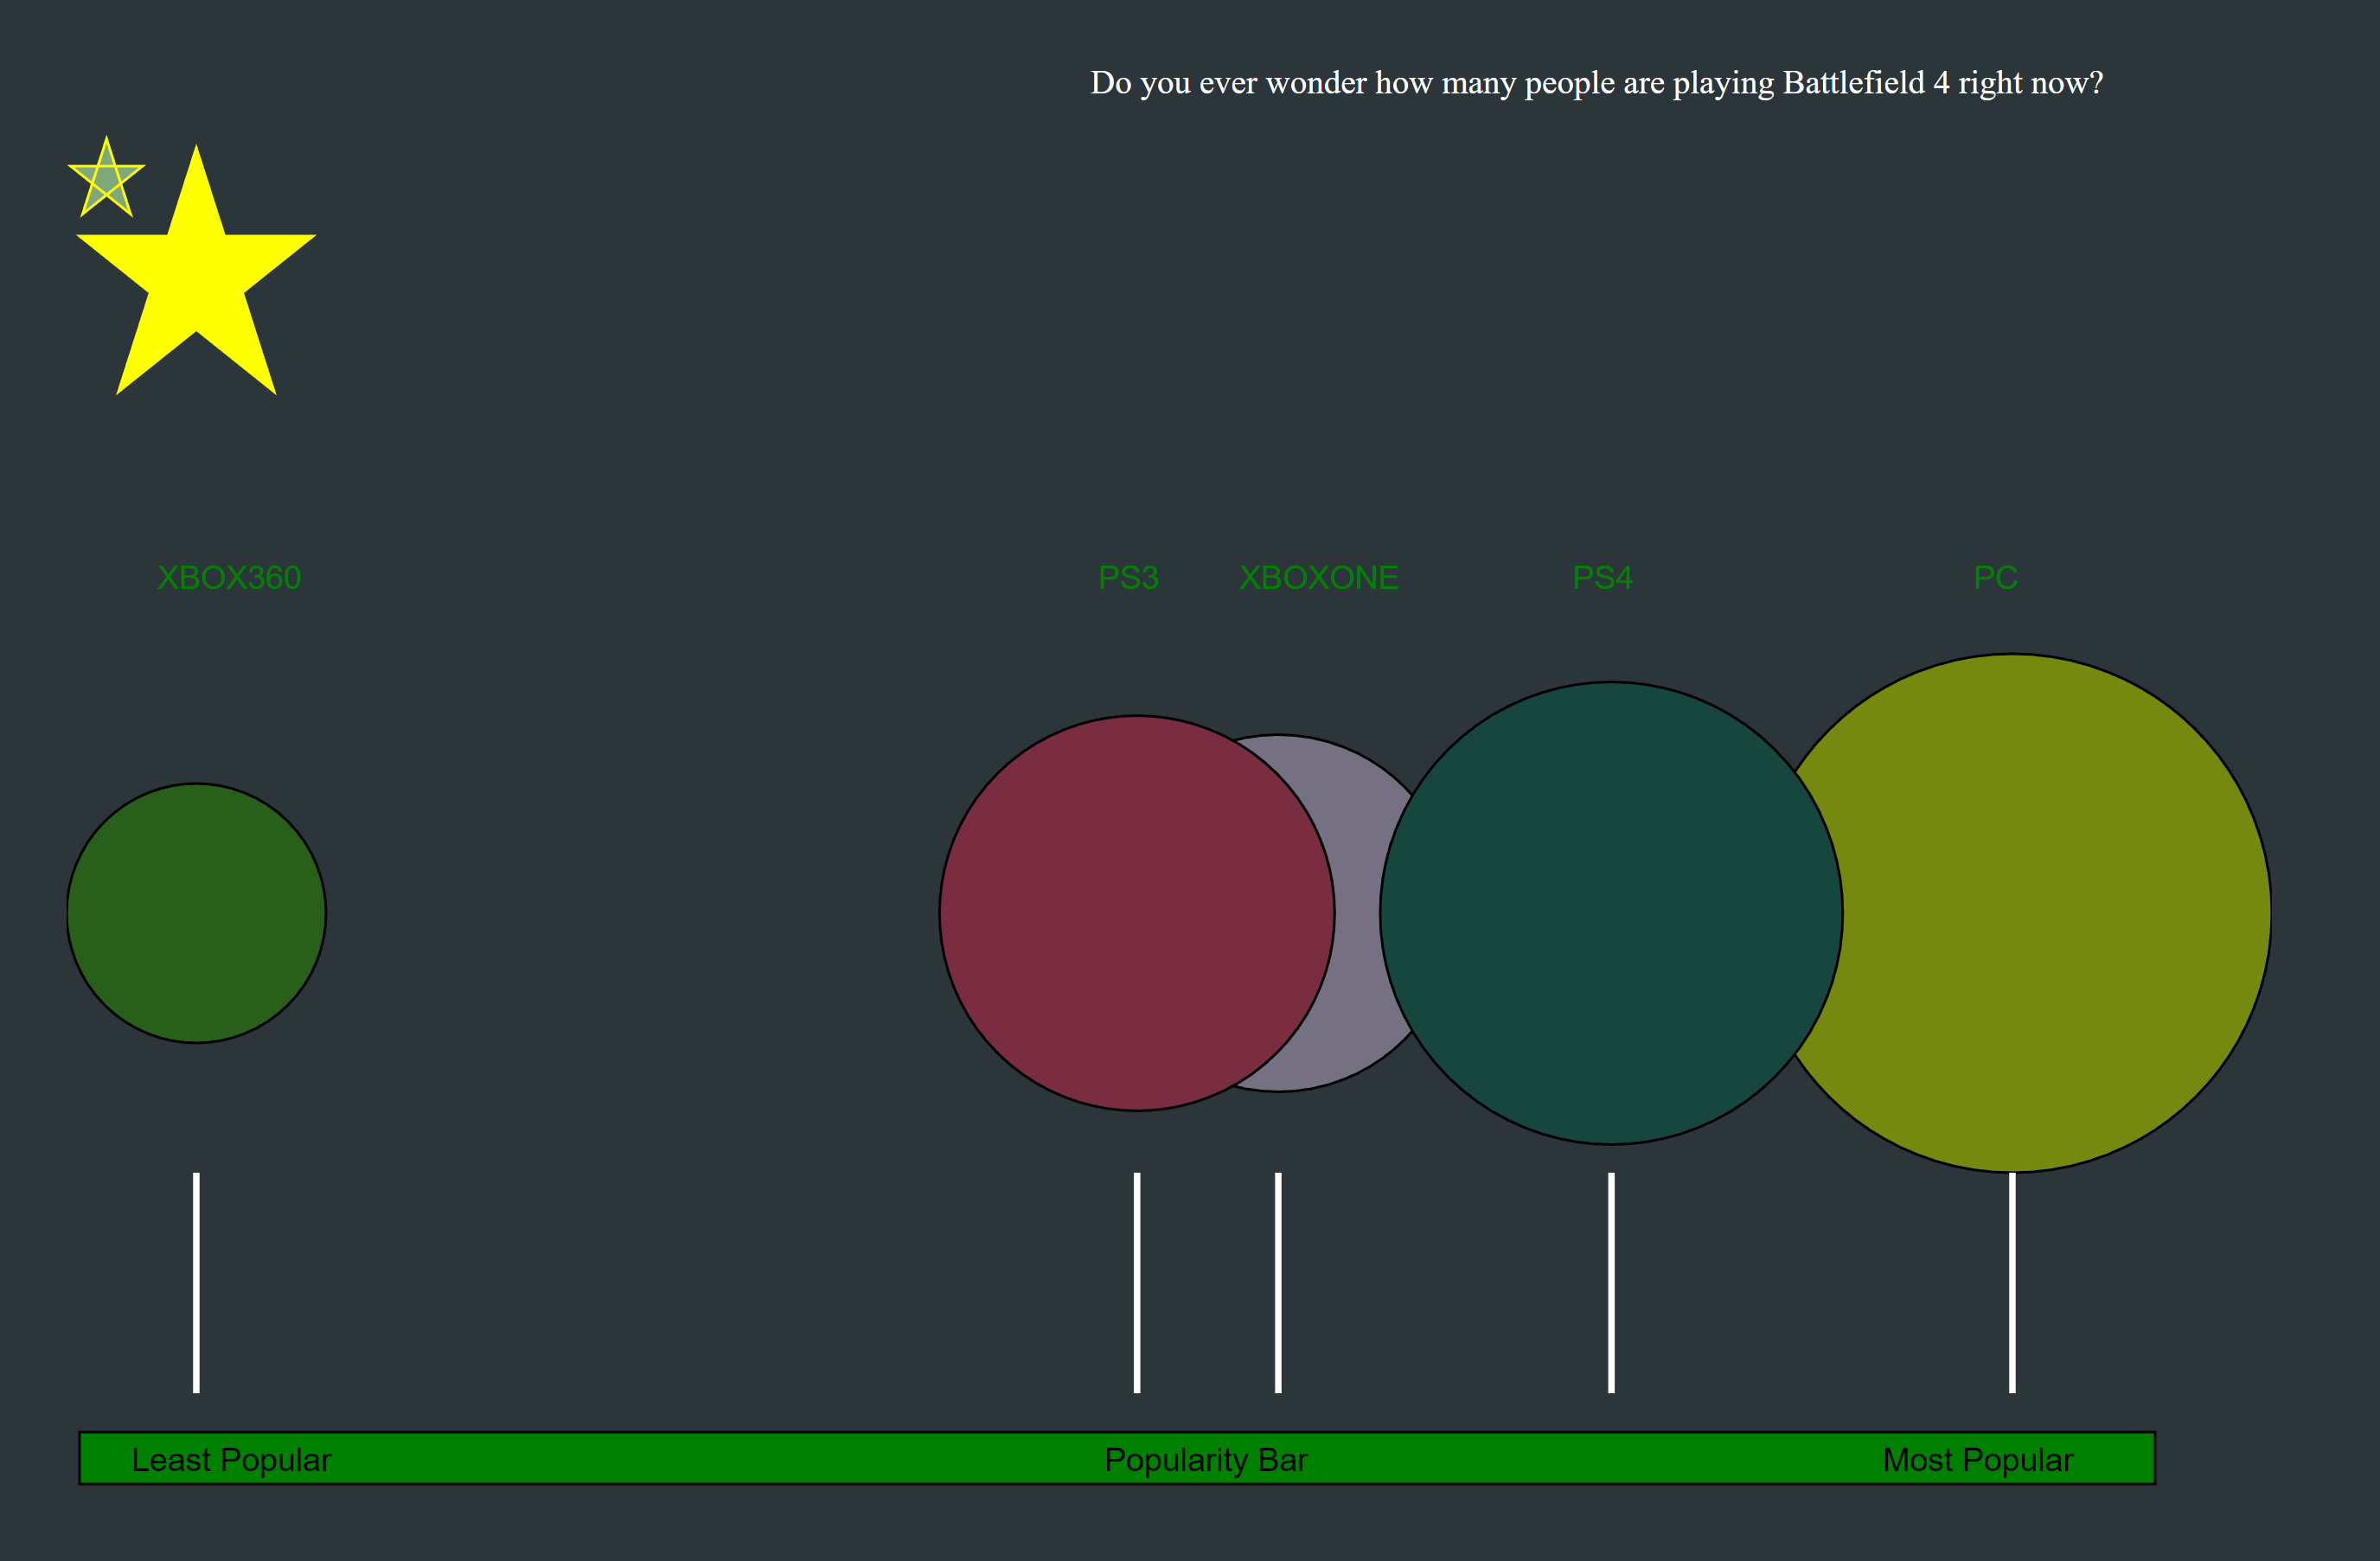 Do you ever wonder how many people are playing Battlefield 4 right now?
XBOX360 PS3 XBOXONE PS4 PC
Least Popular Popularity Bar Most Popular